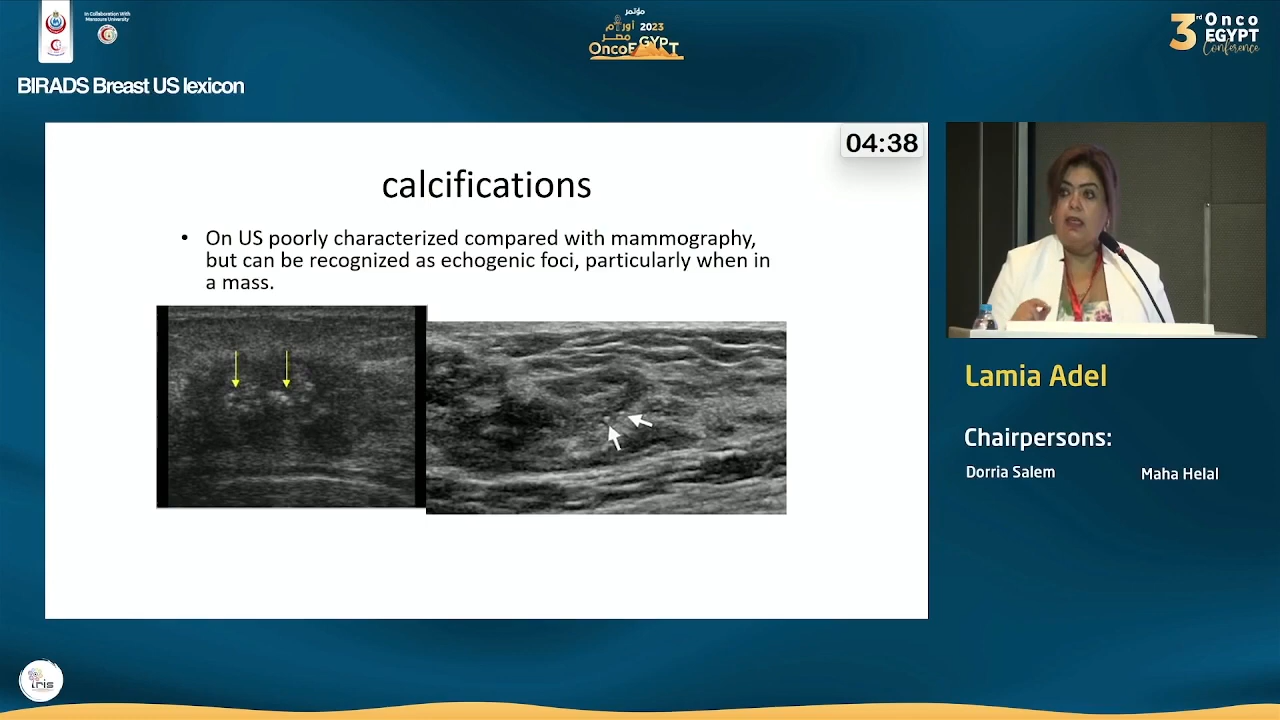 In Collaboration With
Mansoura University
مؤتمر
أورام 2023
مصر
OncoEGYPT
3rd Onco
EGYPT
Conference
BIRADS Breast US lexicon
04:38
calcifications
• On US poorly characterized compared with mammography,
but can be recognized as echogenic foci, particularly when in
a mass.
Lamia Adel
Chairpersons:
Dorria Salem
Maha Helal
iris